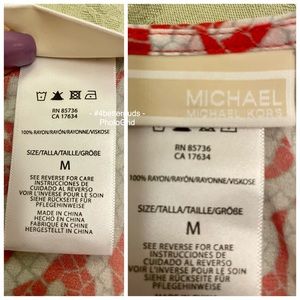 RN 85736
CA 17634
100% RAYON/RAYONNE/VISKOSE
SIZE/TALLA/TAILLE/GRÖßE
M
SEE REVERSE FOR CARE
INSTRUCCIONES DE
CUIDADO AL REVERSO
VOIR L'INVERSE POUR LE SOIN
SIEHE RÜCKSEITE FÜR
PFLEGEHINWEISE
MADE IN CHINA
HECHO EN CHINA
FABRIQUE EN CHINE
HERGESTELLT IN CHINA
PhotoGrid
MICHAEL
MICHAEL KORS
RN 85736
CA 17634
100% RAYON/RAYONNE/VISKOSE
SIZE/TALLA/TAILLE/GRÖßE
M
SEE REVERSE FOR CARE
INSTRUCCIONES DE
CUIDADO AL REVERSO
VOIR L'INVERSE POUR LE SOIN
SIEHE RÜCKSEITE FÜR
PFLEGEHINWEISE